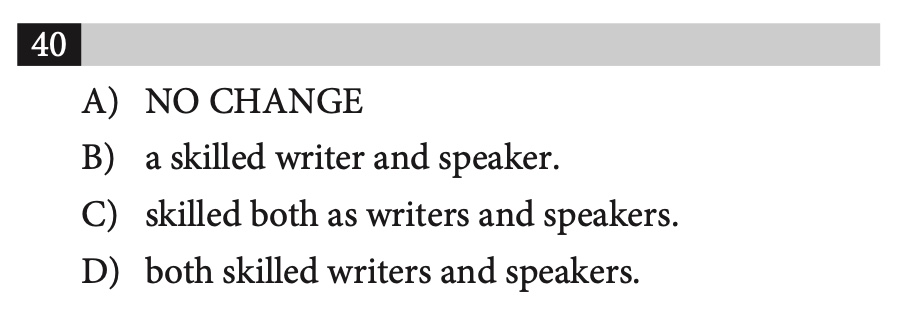 40
A) NO CHANGE
B) a skilled writer and speaker.
C) skilled both as writers and speakers.
D) both skilled writers and speakers.